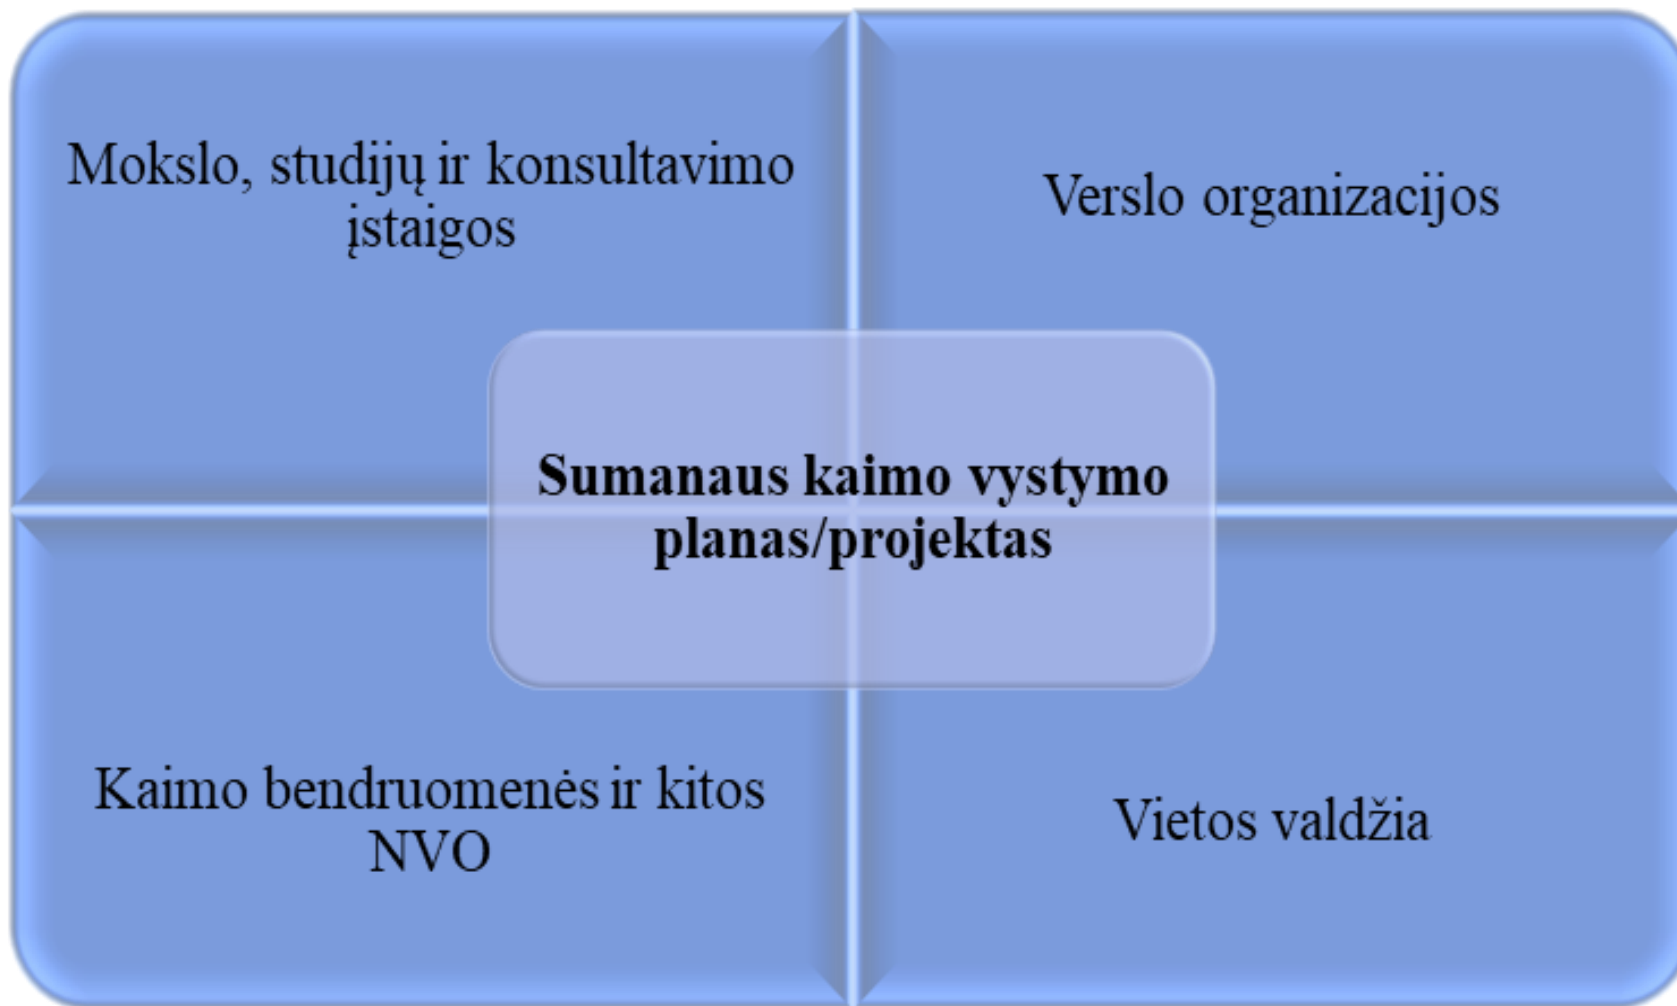 Mokslo, studijų ir konsultavimo
įstaigos
Verslo organizacijos
Sumanaus kaimo vystymo
planas/projektas
Kaimo bendruomenės ir kitos
NVO
Vietos valdžia